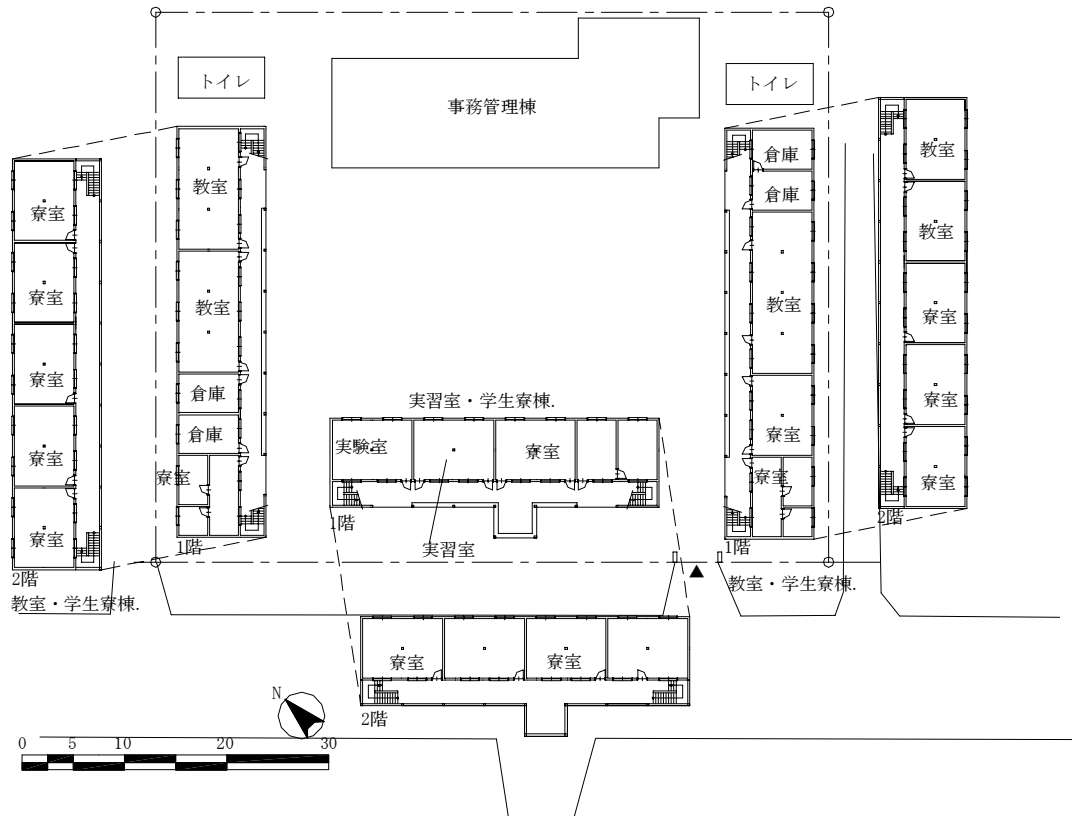 トイレ
事務管理棟
トイレ
寮室
寮室
寮室
寮室
寮室
2階
教室・学生寮棟.
教室
教室
倉庫
倉庫
寮室
1階
実習室・学生寮棟.
実験室
寮室
1階
実習室
倉庫
倉庫
教室
寮室
寮室
1階
教室・学生寮棟.
教室
教室
寮室
寮室
寮室
2階
寮室
寮室
2階
N
0 5 10 20 30